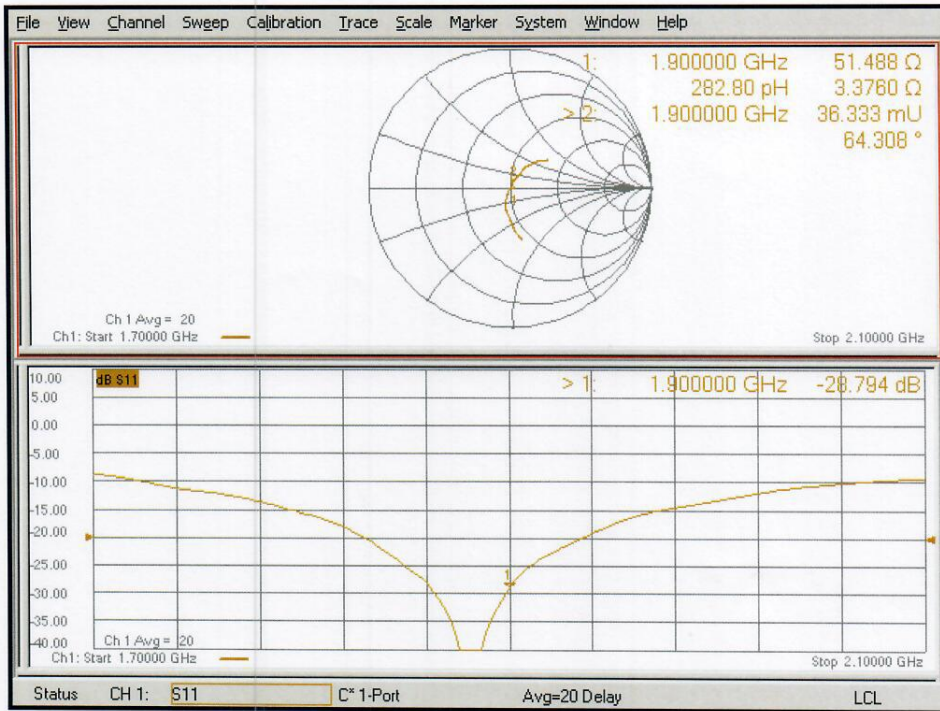 File View Channel Sweep Calibration Trace Scale Marker System Window Help
1: 1.900000 GHz 51.488 Ω
282.80 pH 3.3760 Ω
> 2: 1.900000 GHz 36.333 mU
64.308 °
Ch 1 Avg = 20
Ch1: Start 1.70000 GHz
Stop 2.10000 GHz
10.00
dB S11
> 1: 1.900000 GHz -28.794 dB
5.00
0.00
-5.00
-10.00
-15.00
-20.00
-25.00
1
-30.00
-35.00
-40.00
Ch 1 Avg = 20
Ch1: Start 1.70000 GHz
Stop 2.10000 GHz
Status CH 1: S11 C* 1-Port Avg=20 Delay LCL